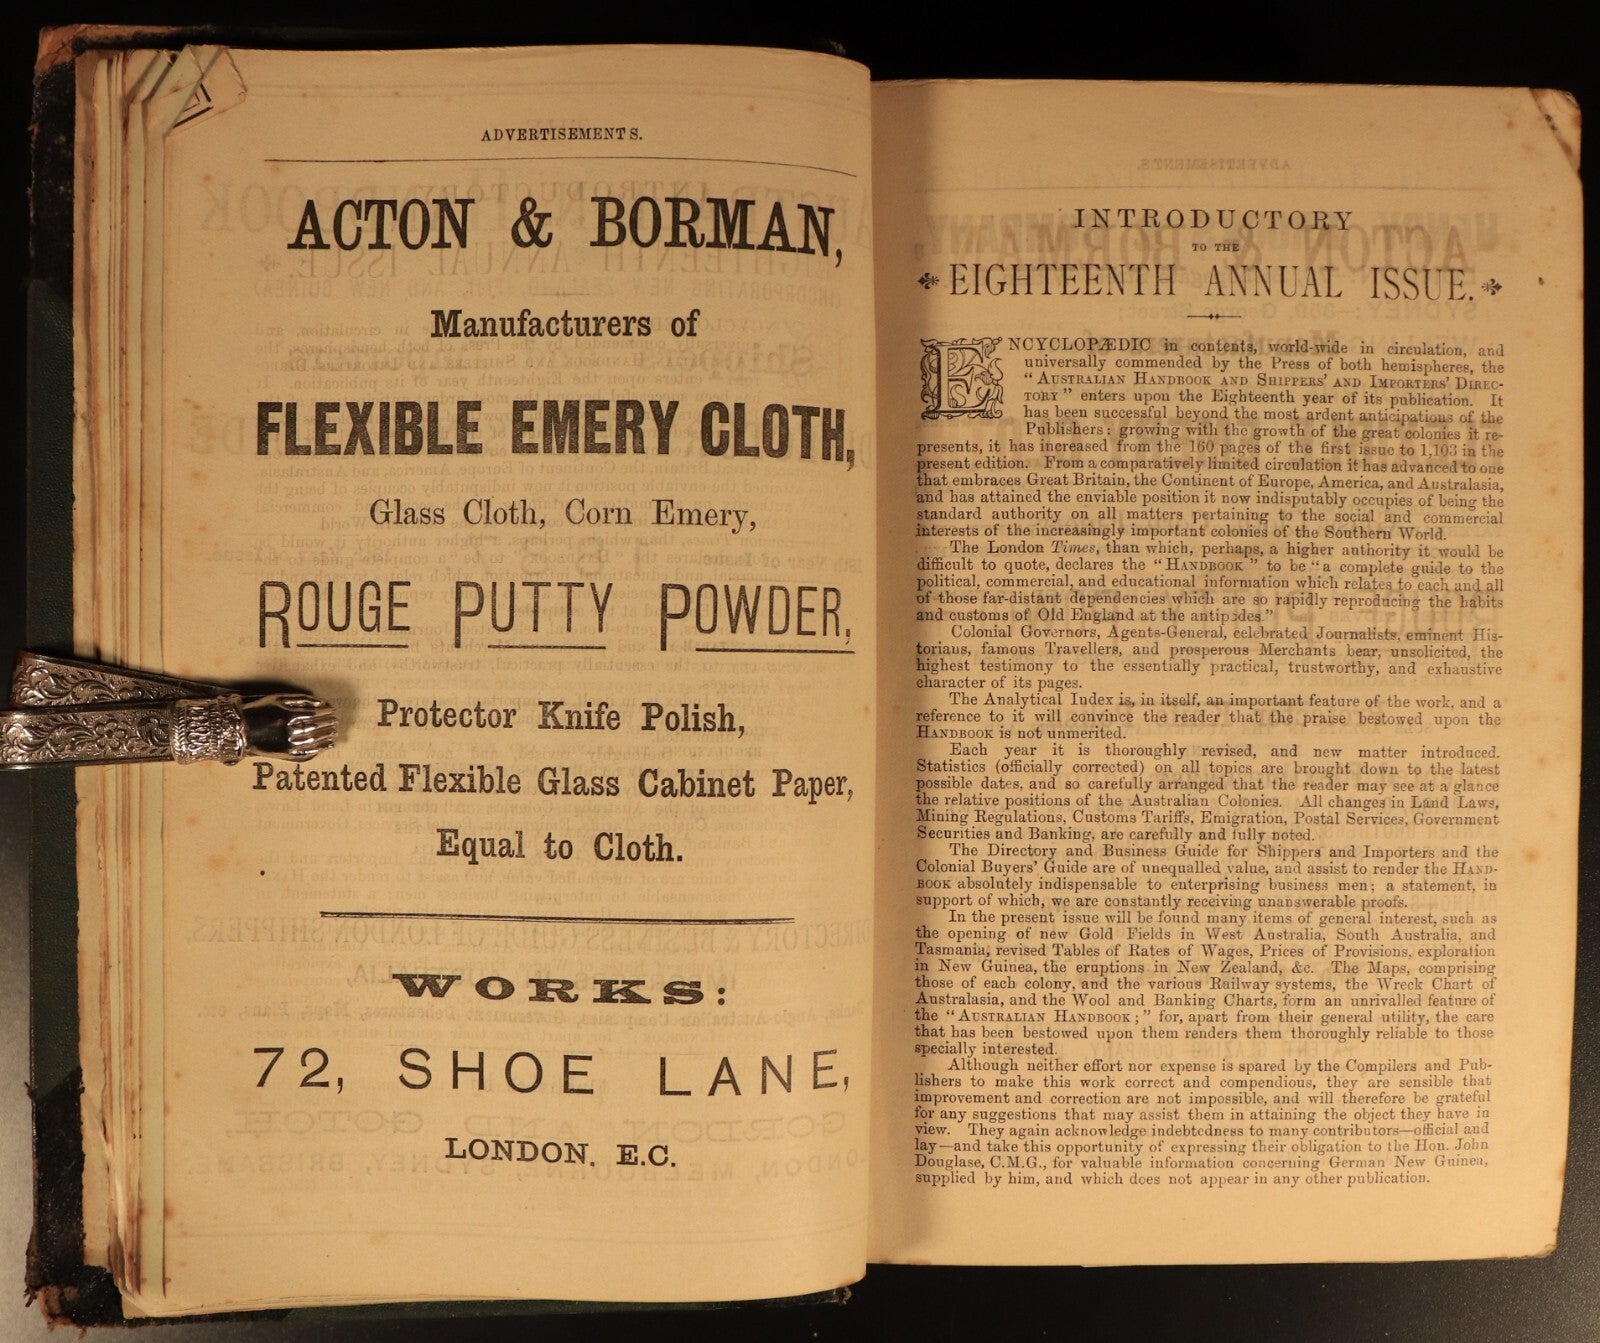 ADVERTISEMENTS.
ACTON & BORMAN,
Manufacturers of
FLEXIBLE EMERY CLOTH,
Glass Cloth, Corn Emery,
ROUGE PUTTY POWDER,
Protector Knife Polish,
Patented Flexible Glass Cabinet Paper,
Equal to Cloth.
WORKS:
72, SHOE LANE,
LONDON, E.C.
INTRODUCTORY
TO THE
EIGHTEENTH ANNUAL ISSUE.
ENCYCLOPÆDIC in contents, world-wide in circulation, and
universally commended by the Press of both hemispheres, the
"AUSTRALIAN HANDBOOK AND SHIPPERS' AND IMPORTERS' DIREC-
TORY" enters upon the Eighteenth year of its publication. It
has been successful beyond the most ardent anticipations of the
Publishers: growing with the growth of the great colonies it re-
presents, it has increased from the 160 pages of the first issue to 1,103 in the
present edition. From a comparatively limited circulation it has advanced to one
that embraces Great Britain, the Continent of Europe, America, and Australasia,
and has attained the enviable position it now indisputably occupies of being the
standard authority on all matters pertaining to the social and commercial
interests of the increasingly important colonies of the Southern World.
The London Times, than which, perhaps, a higher authority it would be
difficult to quote, declares the "HANDBOOK" to be "a complete guide to the
political, commercial, and educational information which relates to each and all
of those far-distant dependencies which are so rapidly reproducing the habits
and customs of Old England at the antipodes."
Colonial Governors, Agents-General, celebrated Journalists, eminent His-
torians, famous Travellers, and prosperous Merchants bear, unsolicited, the
highest testimony to the essentially practical, trustworthy, and exhaustive
character of its pages.
The Analytical Index is, in itself, an important feature of the work, and a
reference to it will convince the reader that the praise bestowed upon the
HANDBOOK is not unmerited.
Each year it is thoroughly revised, and new matter introduced.
Statistics (officially corrected) on all topics are brought down to the latest
possible dates, and so carefully arranged that the reader may see at a glance
the relative positions of the Australian Colonies. All changes in Land Laws,
Mining Regulations, Customs Tariffs, Emigration, Postal Services, Government
Securities and Banking, are carefully and fully noted.
The Directory and Business Guide for Shippers and Importers and the
Colonial Buyers' Guide are of unequalled value, and assist to render the HAND-
BOOK absolutely indispensable to enterprising business men; a statement, in
support of which, we are constantly receiving unanswerable proofs.
In the present issue will be found many items of general interest, such as
the opening of new Gold Fields in West Australia, South Australia, and
Tasmania, revised Tables of Rates of Wages, Prices of Provisions, exploration
in New Guinea, the eruptions in New Zealand, &c. The Maps, comprising
those of each colony, and the various Railway systems, the Wreck Chart of
Australasia, and the Wool and Banking Charts, form an unrivalled feature of
the "AUSTRALIAN HANDBOOK;" for, apart from their general utility, the care
that has been bestowed upon them renders them thoroughly reliable to those
specially interested.
Although neither effort nor expense is spared by the Compilers and Pub-
lishers to make this work correct and compendious, they are sensible that
improvement and correction are not impossible, and will therefore be grateful
for any suggestions that may assist them in attaining the object they have in
view. They again acknowledge indebtedness to many contributors—official and
lay—and take this opportunity of expressing their obligation to the Hon. John
Douglase, C.M.G., for valuable information concerning German New Guinea,
supplied by him, and which does not appear in any other publication.